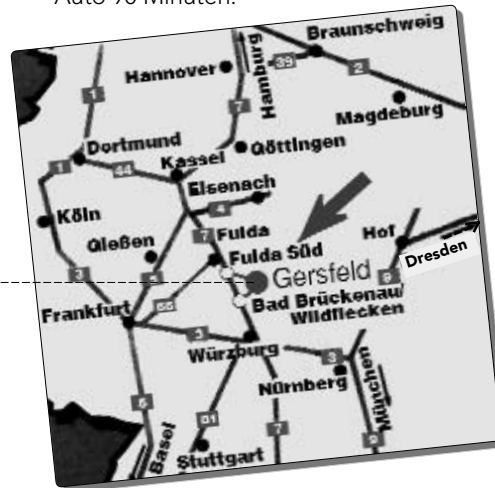 Auto 90 Minuten.
Braunschweig
Hannover
Hamburg
39
2
1
7
Magdeburg
Dortmund
Göttingen
Kassel
1
44
Eisenach
4
Köln
7
Fulda
Gießen
Fulda Süd
Hof
Dresden
3
5
Gersfeld
9
66
Bad Brückenau/
Wildflecken
Frankfurt
3
Würzburg
3
Nürnberg
München
5
81
Basel
7
9
Stuttgart